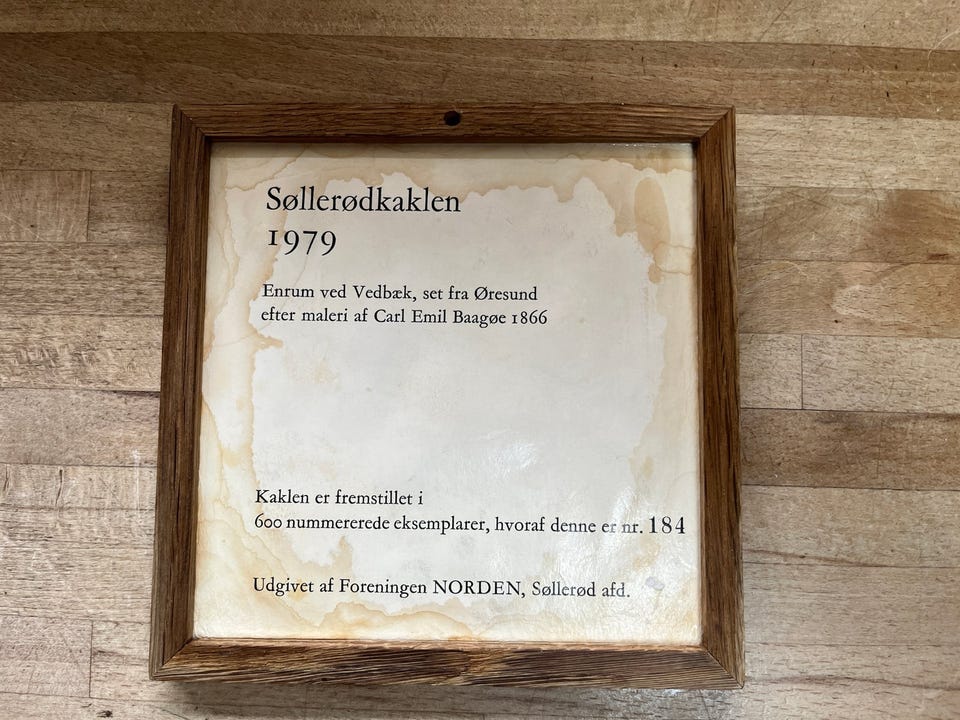 Søllerødkaklen
1979
Enrum ved Vedbæk, set fra Øresund
efter maleri af Carl Emil Baagøe 1866
Kaklen er fremstillet i
600 nummererede eksemplarer, hvoraf denne er nr. 184
Udgivet af Foreningen NORDEN, Søllerød afd.